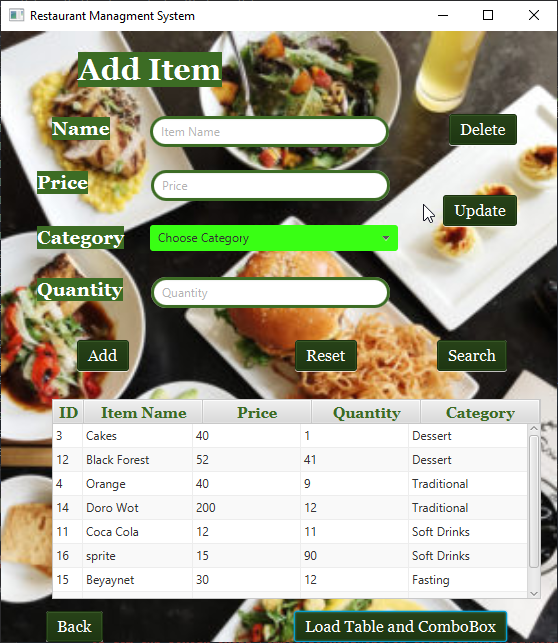 Restaurant Managment System
Add Item
Name
Item Name
Delete
Price
Price
Update
Category
Choose Category
Quantity
Quantity
Add
Reset
Search
ID Item Name Price Quantity Category
3 Cakes 40 1 Dessert
12 Black Forest 52 41 Dessert
4 Orange 40 9 Traditional
14 Doro Wot 200 12 Traditional
11 Coca Cola 12 11 Soft Drinks
16 sprite 15 90 Soft Drinks
15 Beyaynet 30 12 Fasting
Back
Load Table and ComboBox